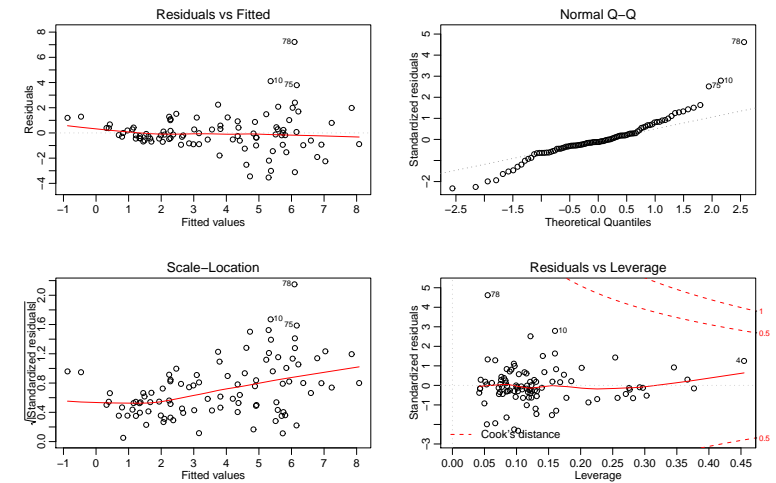 Residuals vs Fitted
Residuals
8
6
4
2
0
−2
−4
78
10
75
−1 0 1 2 3 4 5 6 7 8
Fitted values
Normal Q−Q
Standardized residuals
5
4
3
2
1
0
−2
78
10
75
−2.5 −1.5 −0.5 0.0 0.5 1.0 1.5 2.0 2.5
Theoretical Quantiles
Scale−Location
√|Standardized residuals|
2.0
1.6
1.2
0.8
0.4
0.0
78
10
75
−1 0 1 2 3 4 5 6 7 8
Fitted values
Residuals vs Leverage
Standardized residuals
5
4
3
2
1
0
−1
−3
78
10
4
1
0.5
0.5
Cook's distance
0.00 0.05 0.10 0.15 0.20 0.25 0.30 0.35 0.40 0.45
Leverage